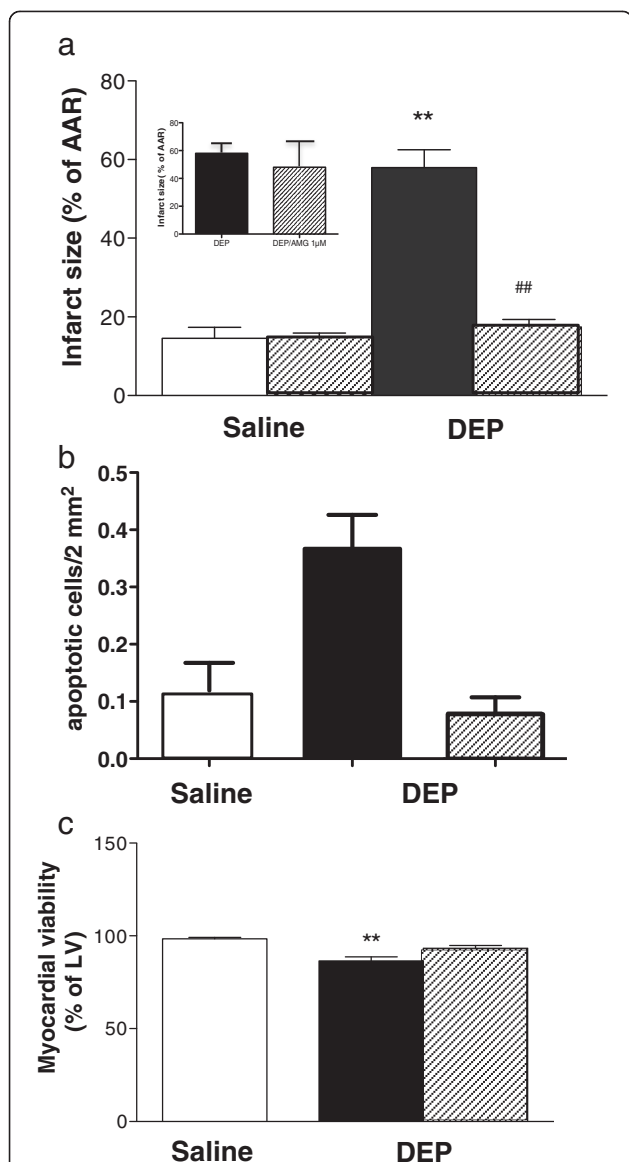 a
Infarct size (% of AAR)
80
60
40
20
0
**
##
Infarct size( % of AAR)
80
60
40
20
0
DEP
DEP/AMG 1µM
Saline
DEP
b
apoptotic cells/2 mm²
0.5
0.4
0.3
0.2
0.1
0.0
Saline
DEP
c
Myocardial viability
(% of LV)
150
100
50
0
**
Saline
DEP